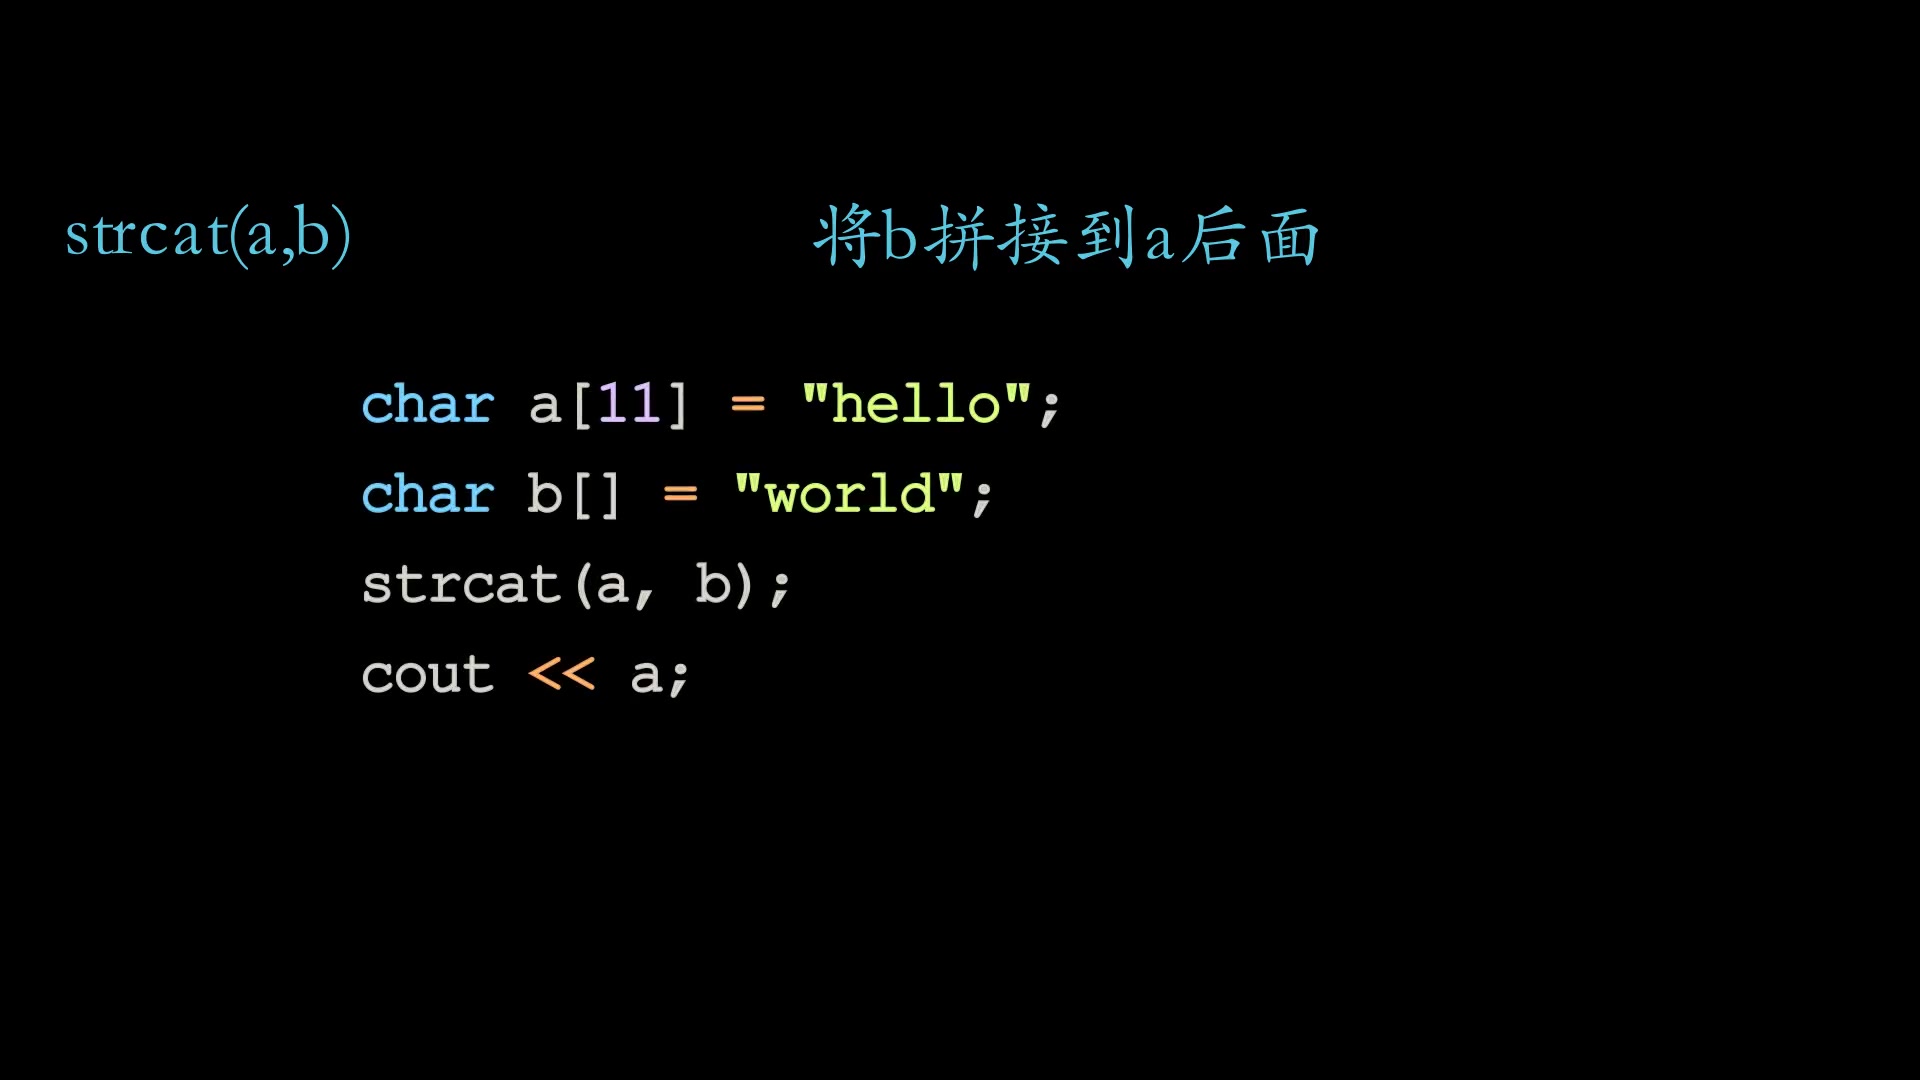 strcat(a,b) 将b拼接到a后面
char a[11] = "hello";
char b[] = "world";
strcat(a, b);
cout << a;